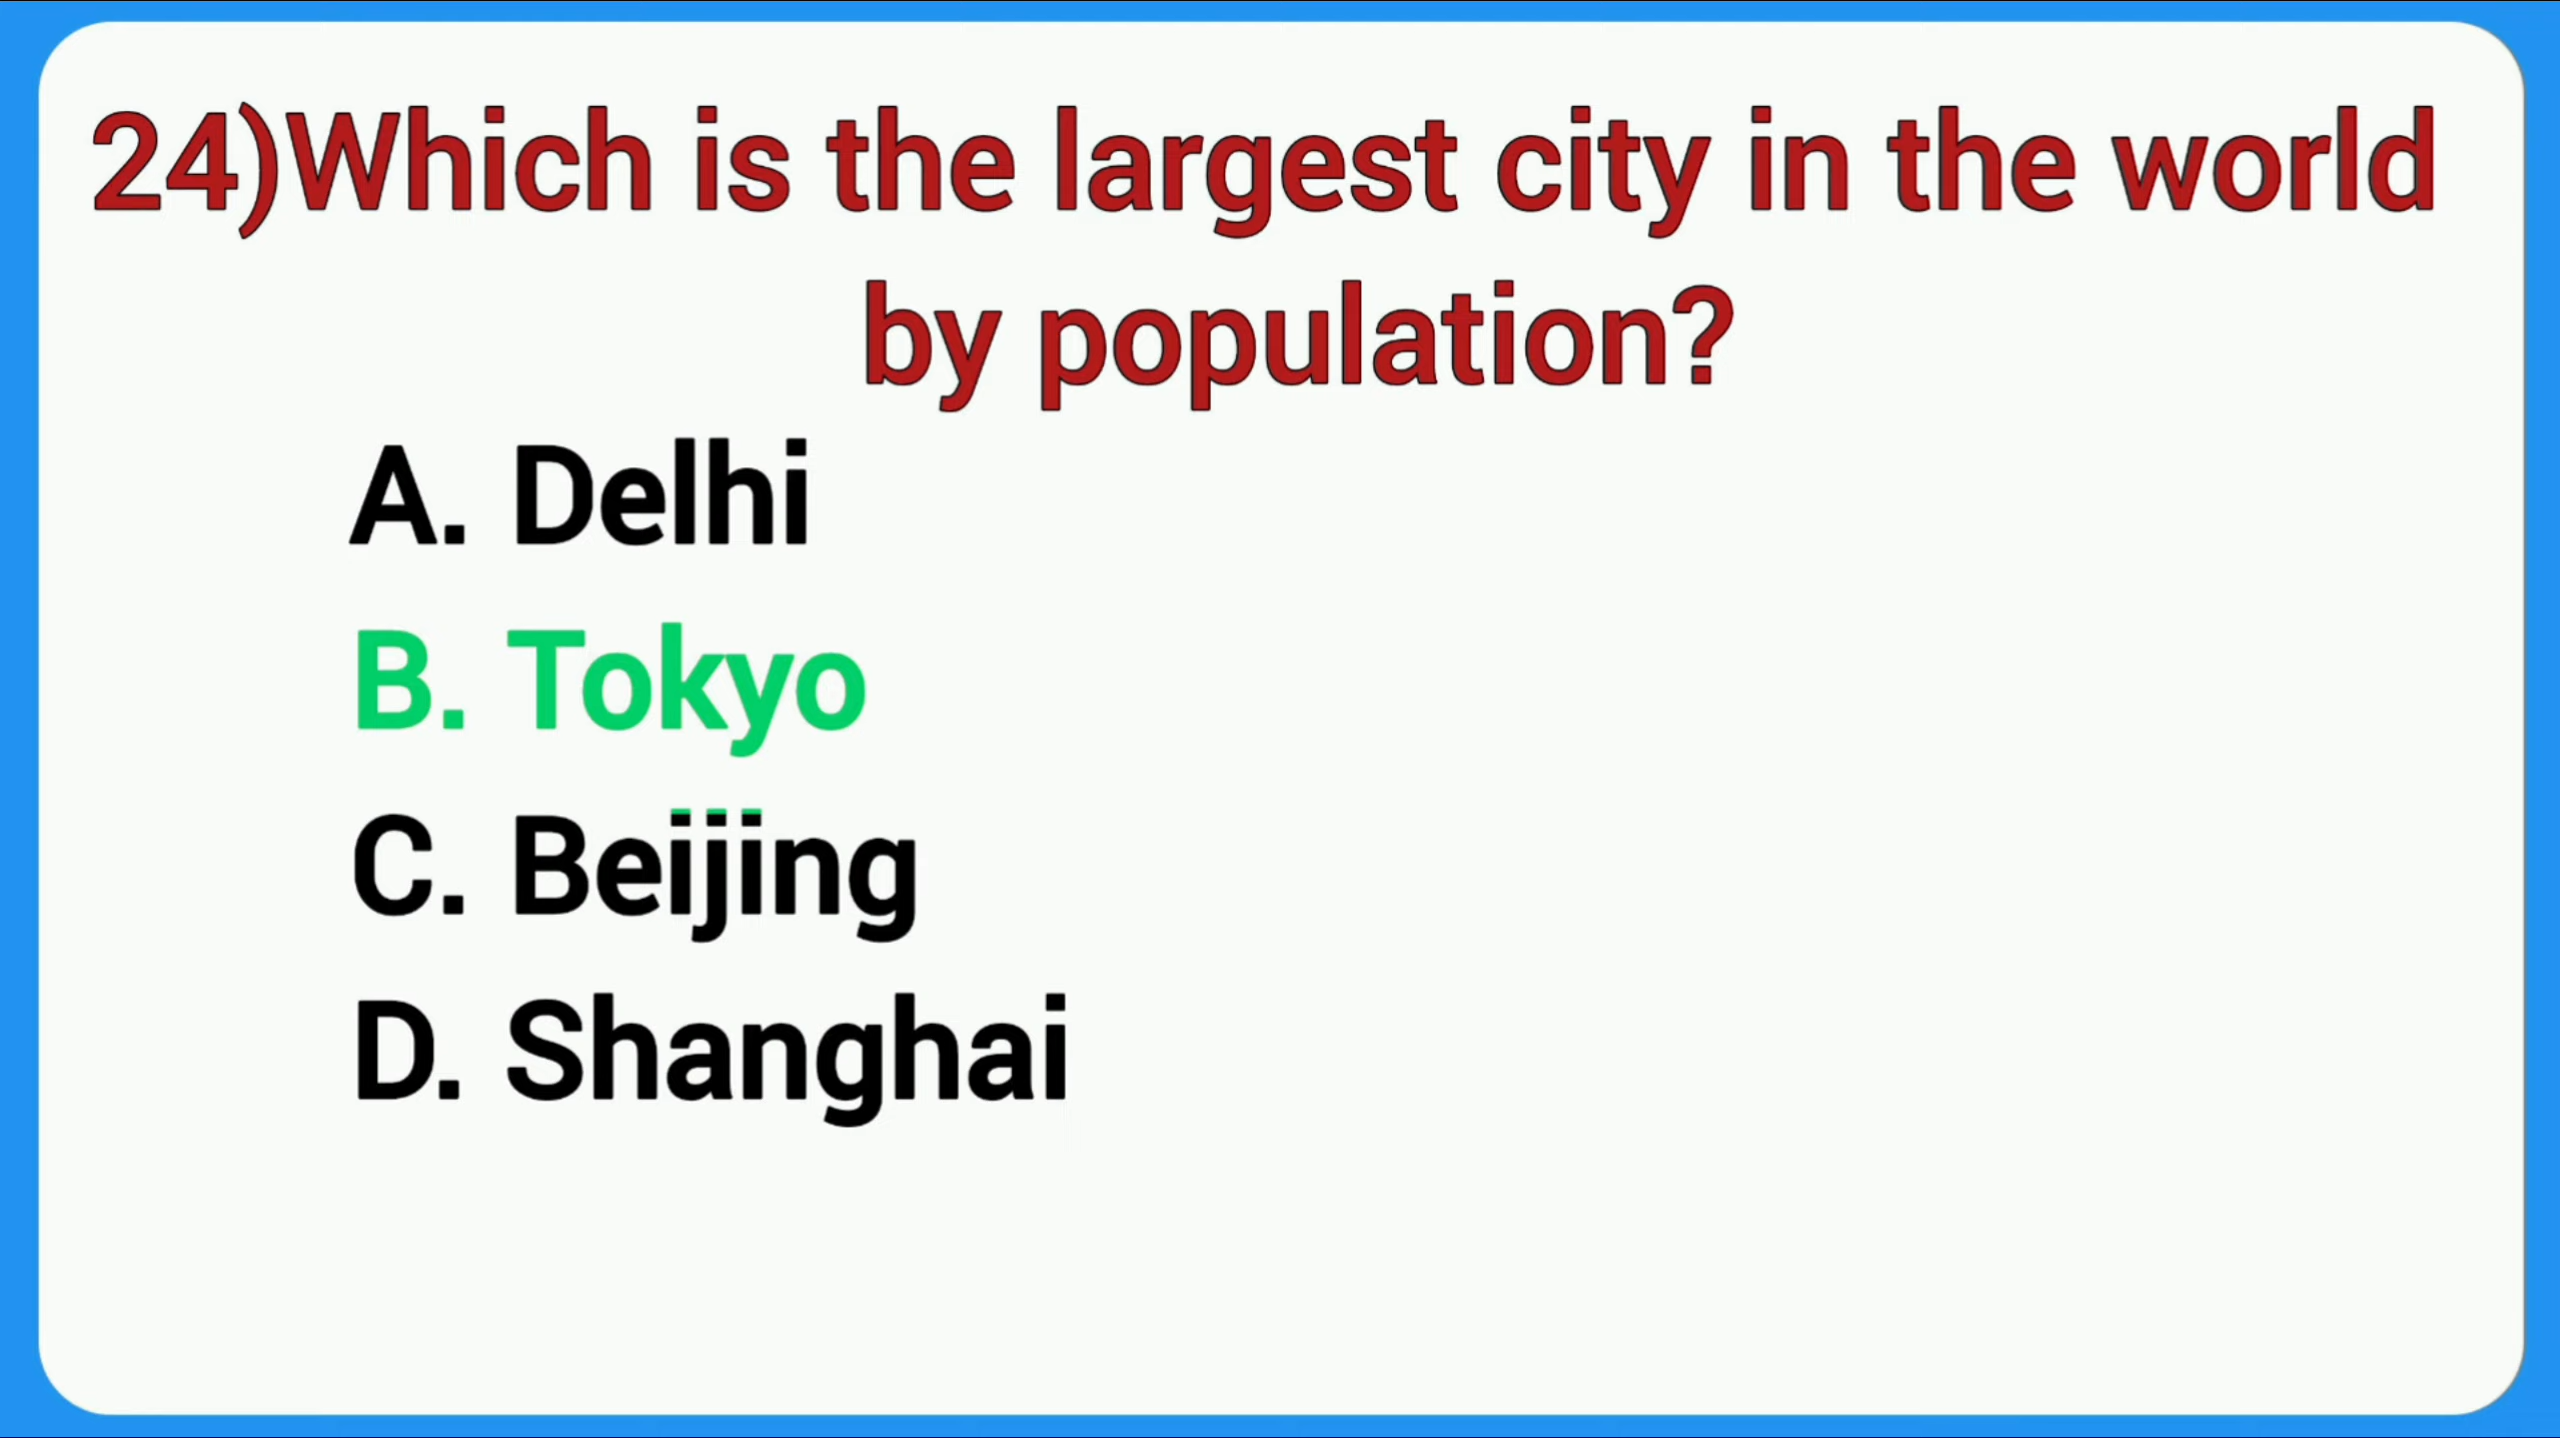 24)Which is the largest city in the world
by population?
A. Delhi
B. Tokyo
C. Beijing
D. Shanghai